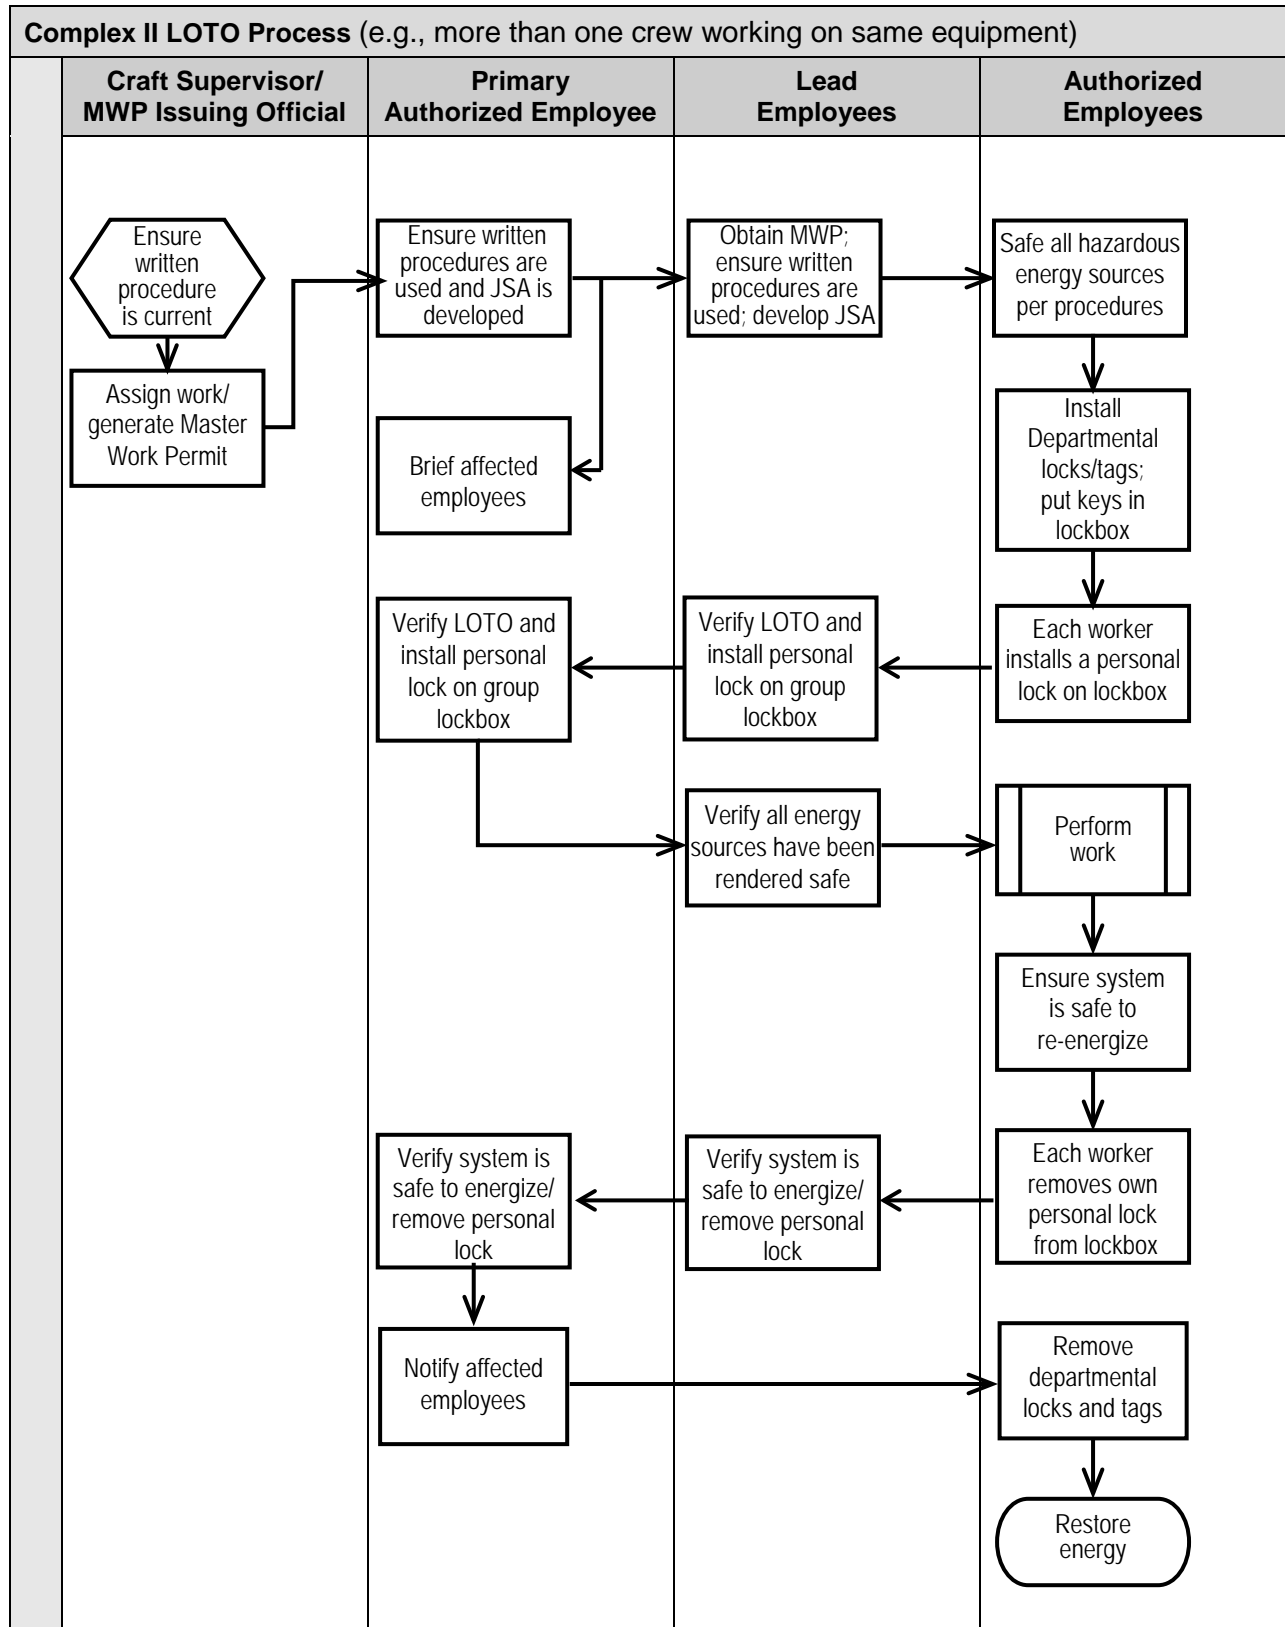 Complex II LOTO Process (e.g., more than one crew working on same equipment)
Craft Supervisor/
MWP Issuing Official
Primary
Authorized Employee
Lead
Employees
Authorized
Employees
Ensure
written
procedure
is current
Assign work/
generate Master
Work Permit
Ensure written
procedures are
used and JSA is
developed
Obtain MWP;
ensure written
procedures are
used; develop JSA
Safe all hazardous
energy sources
per procedures
Brief affected
employees
Install
Departmental
locks/tags;
put keys in
lockbox
Verify LOTO and
install personal
lock on group
lockbox
Verify LOTO and
install personal
lock on group
lockbox
Each worker
installs a personal
lock on lockbox
Verify all energy
sources have been
rendered safe
Perform
work
Ensure system
is safe to
re-energize
Verify system is
safe to energize/
remove personal
lock
Verify system is
safe to energize/
remove personal
lock
Each worker
removes own
personal lock
from lockbox
Notify affected
employees
Remove
departmental
locks and tags
Restore
energy